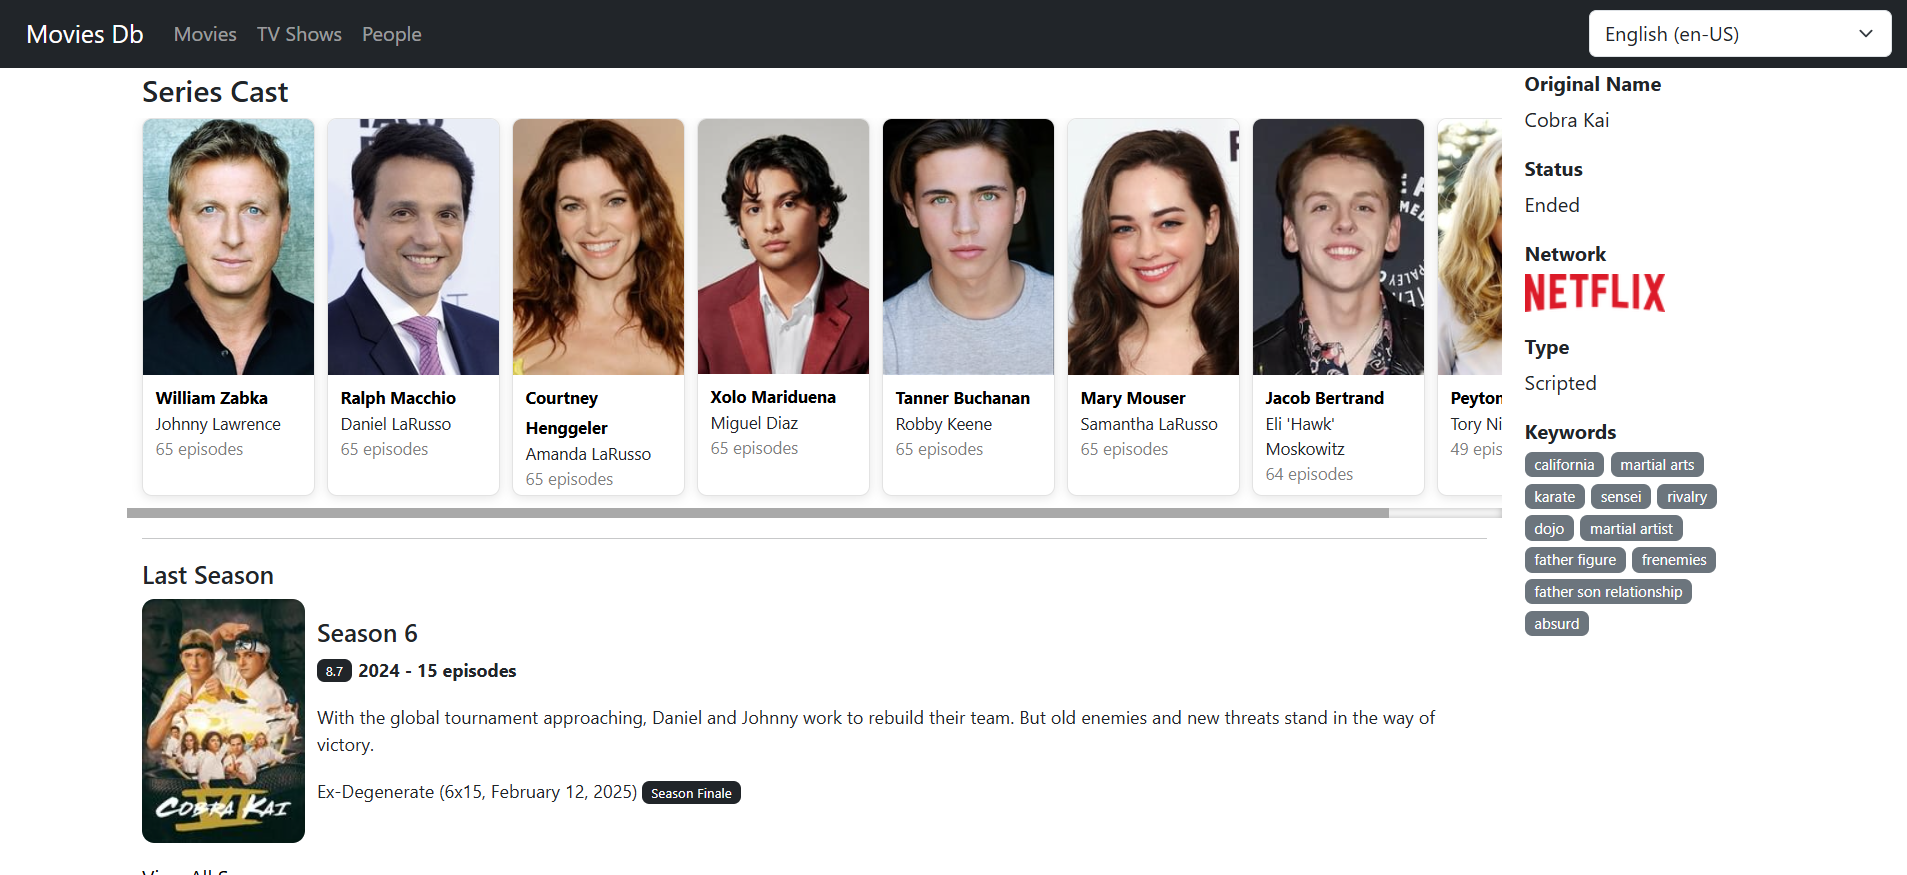 Movies Db
Movies
TV Shows
People
English (en-US)
Series Cast
William Zabka
Johnny Lawrence
65 episodes
Ralph Macchio
Daniel LaRusso
65 episodes
Courtney
Henggeler
Amanda LaRusso
65 episodes
Xolo Mariduena
Miguel Diaz
65 episodes
Tanner Buchanan
Robby Keene
65 episodes
Mary Mouser
Samantha LaRusso
65 episodes
Jacob Bertrand
Eli 'Hawk'
Moskowitz
64 episodes
Peyton
Tory Ni
49 epis
Original Name
Cobra Kai
Status
Ended
Network
NETFLIX
Type
Scripted
Keywords
california
martial arts
karate
sensei
rivalry
dojo
martial artist
father figure
frenemies
father son relationship
absurd
Last Season
COBRA KAI
VI
Season 6
8.7 2024 - 15 episodes
With the global tournament approaching, Daniel and Johnny work to rebuild their team. But old enemies and new threats stand in the way of
victory.
Ex-Degenerate (6x15, February 12, 2025) Season Finale